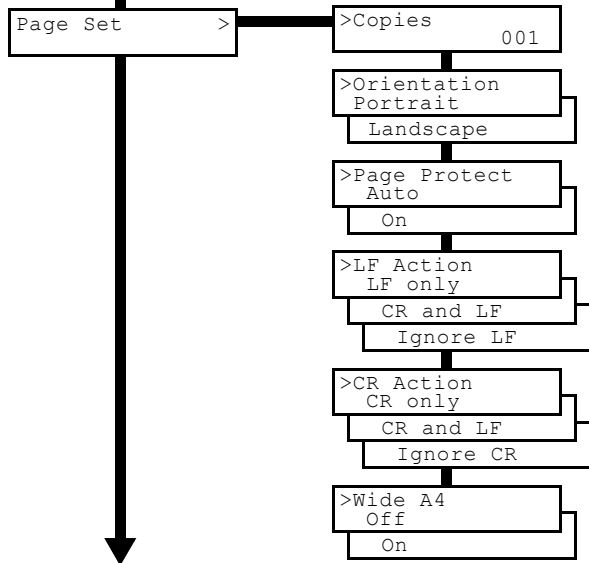 Page Set >
>Copies
001
>Orientation
Portrait
Landscape
>Page Protect
Auto
On
>LF Action
LF only
CR and LF
Ignore LF
>CR Action
CR only
CR and LF
Ignore CR
>Wide A4
Off
On